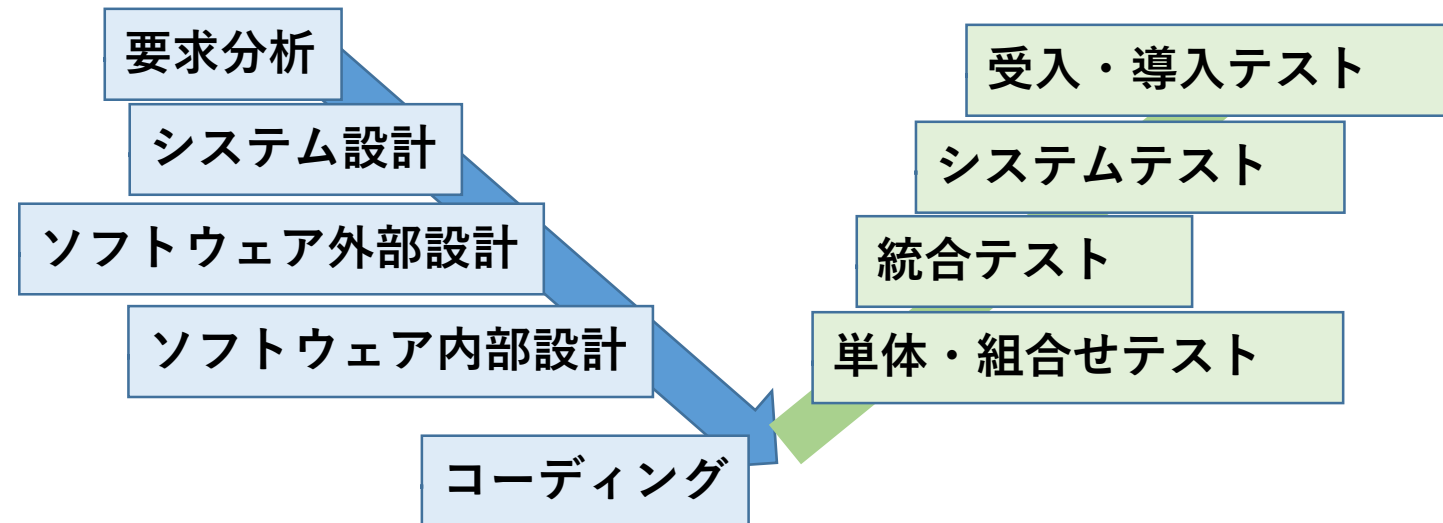 要求分析
システム設計
ソフトウェア外部設計
ソフトウェア内部設計
コーディング
受入・導入テスト
システムテスト
統合テスト
単体・組合せテスト